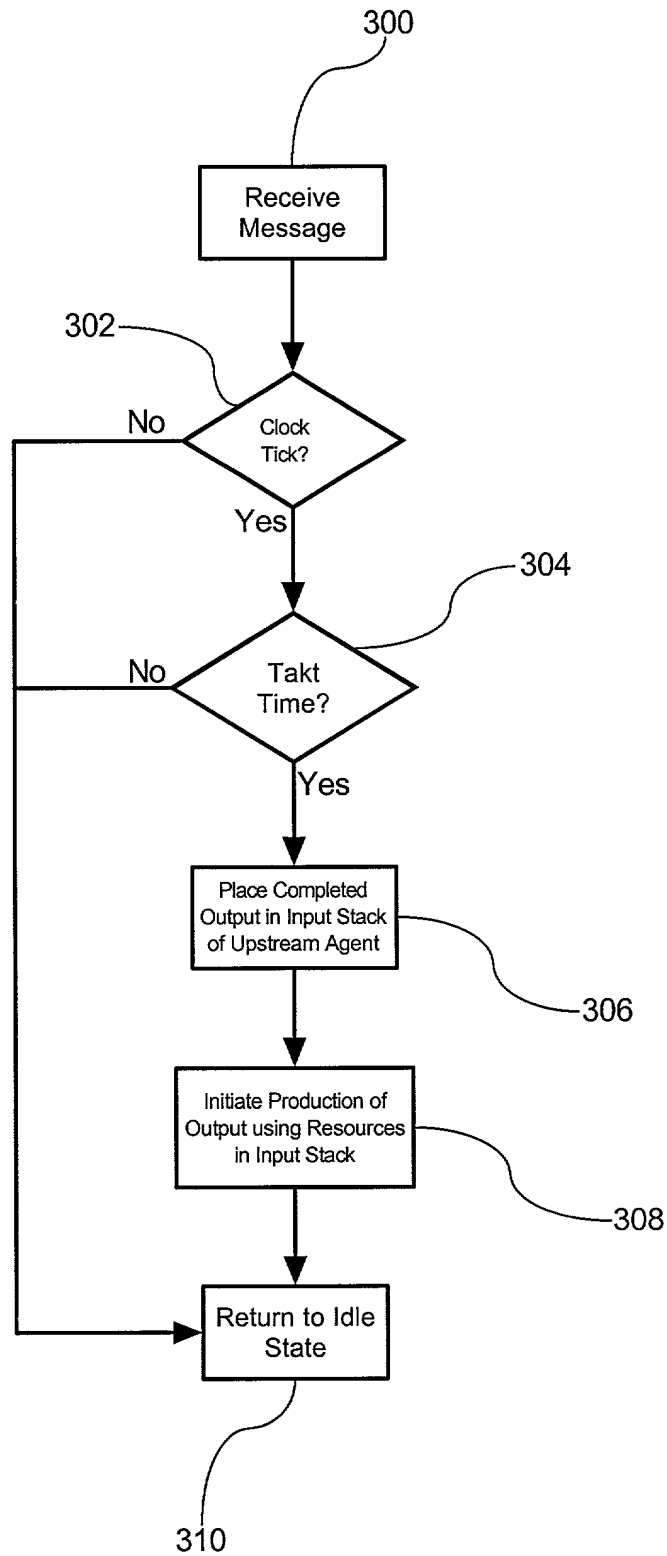 300
Receive
Message
302
No
Clock
Tick?
Yes
304
No
Takt
Time?
Yes
Place Completed
Output in Input Stack
of Upstream Agent
306
Initiate Production of
Output using Resources
in Input Stack
308
Return to Idle
State
310